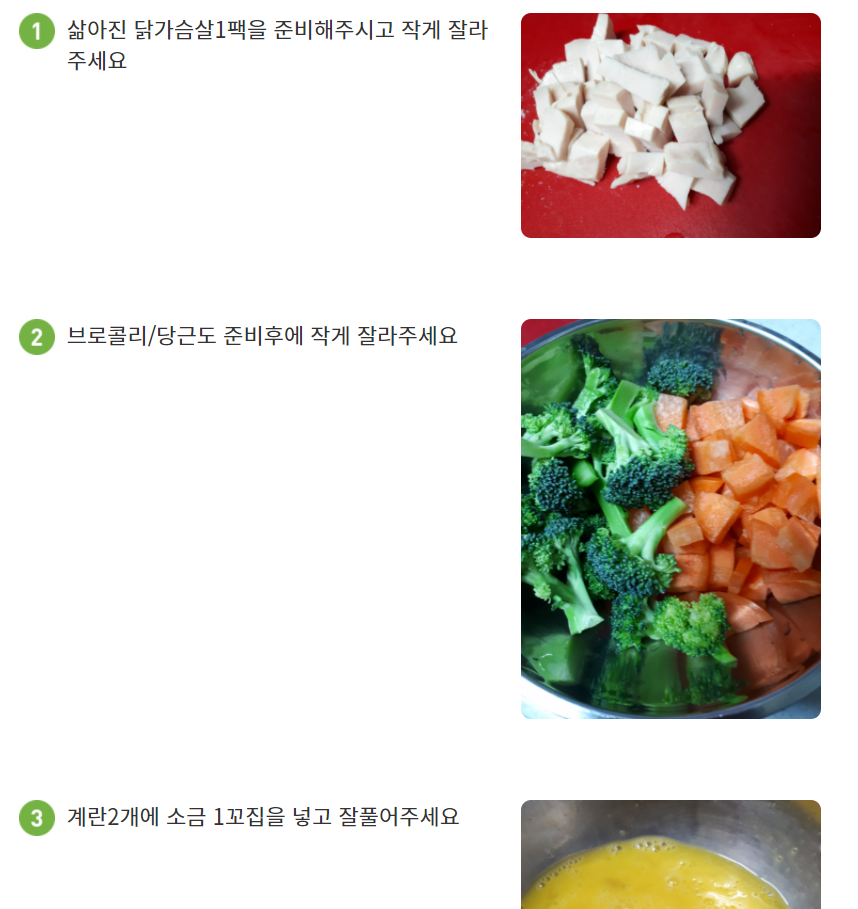 1 삶아진 닭가슴살1팩을 준비해주시고 작게 잘라
주세요
2 브로콜리/당근도 준비후에 작게 잘라주세요
3 계란2개에 소금 1꼬집을 넣고 잘풀어주세요